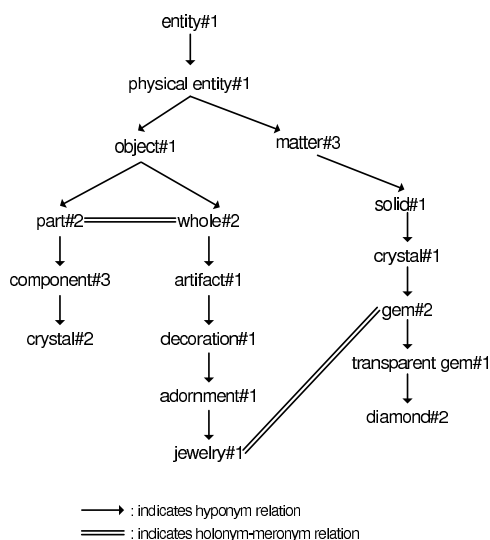 entity#1
physical entity#1
object#1
matter#3
part#2
whole#2
solid#1
component#3
artifact#1
crystal#1
crystal#2
decoration#1
gem#2
adornment#1
transparent gem#1
jewelry#1
diamond#2
: indicates hyponym relation
: indicates holonym-meronym relation